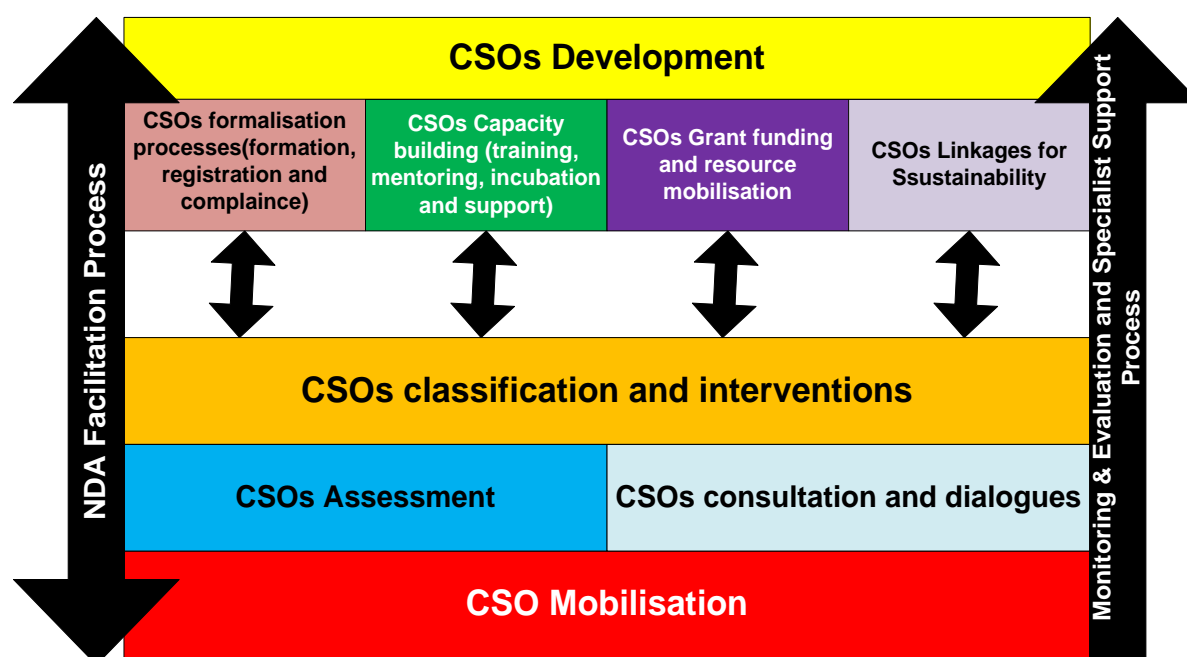 CSOs Development
CSOs formalisation
processes(formation,
registration and
complaince)
CSOs Capacity
building (training,
mentoring, incubation
and support)
CSOs Grant funding
and resource
mobilisation
CSOs Linkages for
Ssustainability
CSOs classification and interventions
CSOs Assessment
CSOs consultation and dialogues
CSO Mobilisation
NDA Facilitation Process
Monitoring & Evaluation and Specialist Support
Process